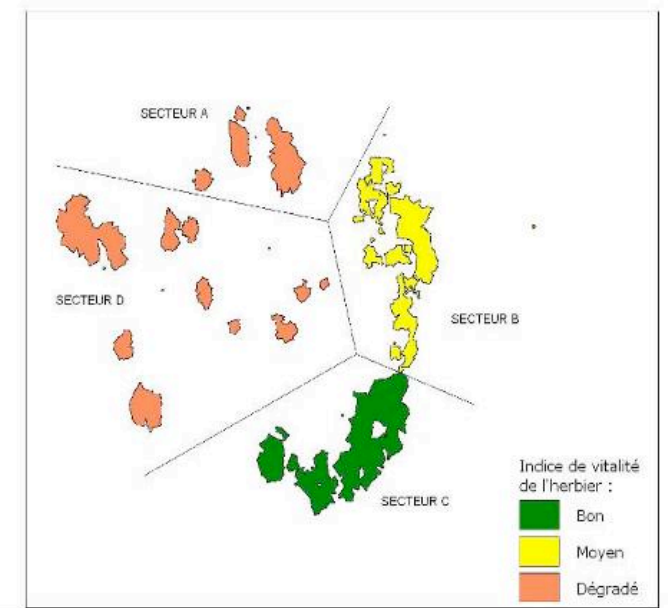 SECTEUR A
SECTEUR D
SECTEUR B
SECTEUR C
Indice de vitalité
de l'herbier :
Bon
Moyen
Dégradé